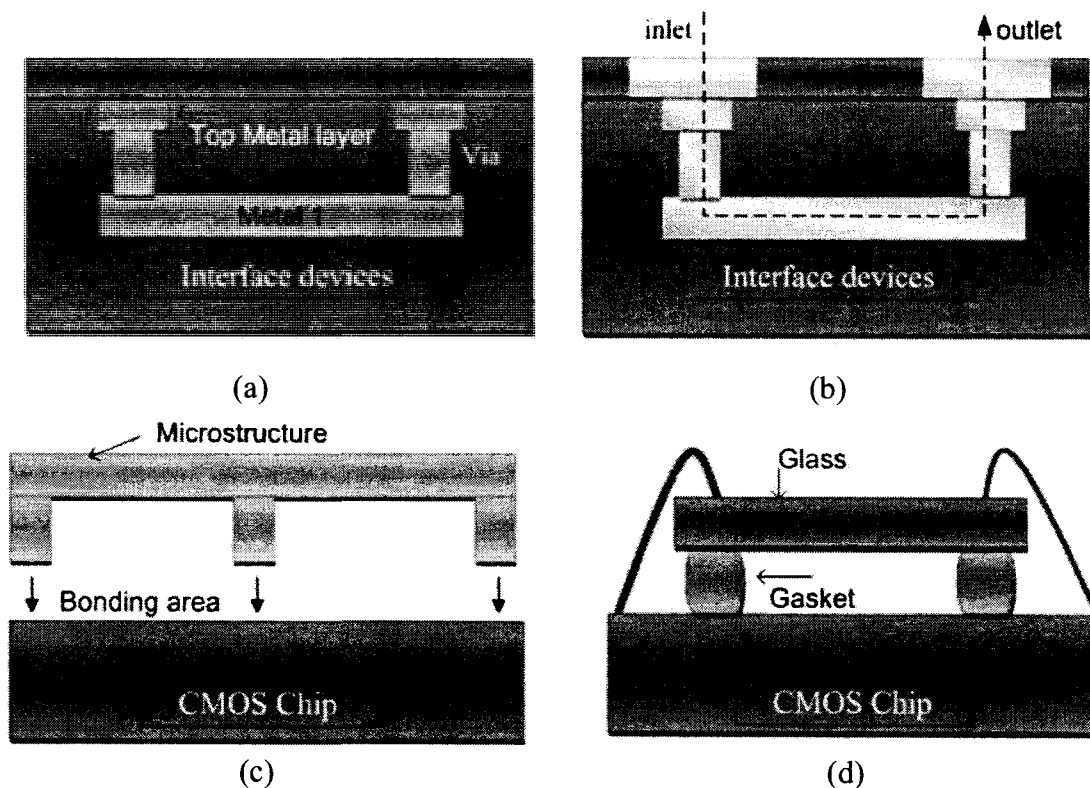 inlet
outlet
Top Metal layer
Via
Metal 1
Interface devices
Interface devices
(a)
(b)
Microstructure
Bonding area
CMOS Chip
Glass
Gasket
CMOS Chip
(c)
(d)